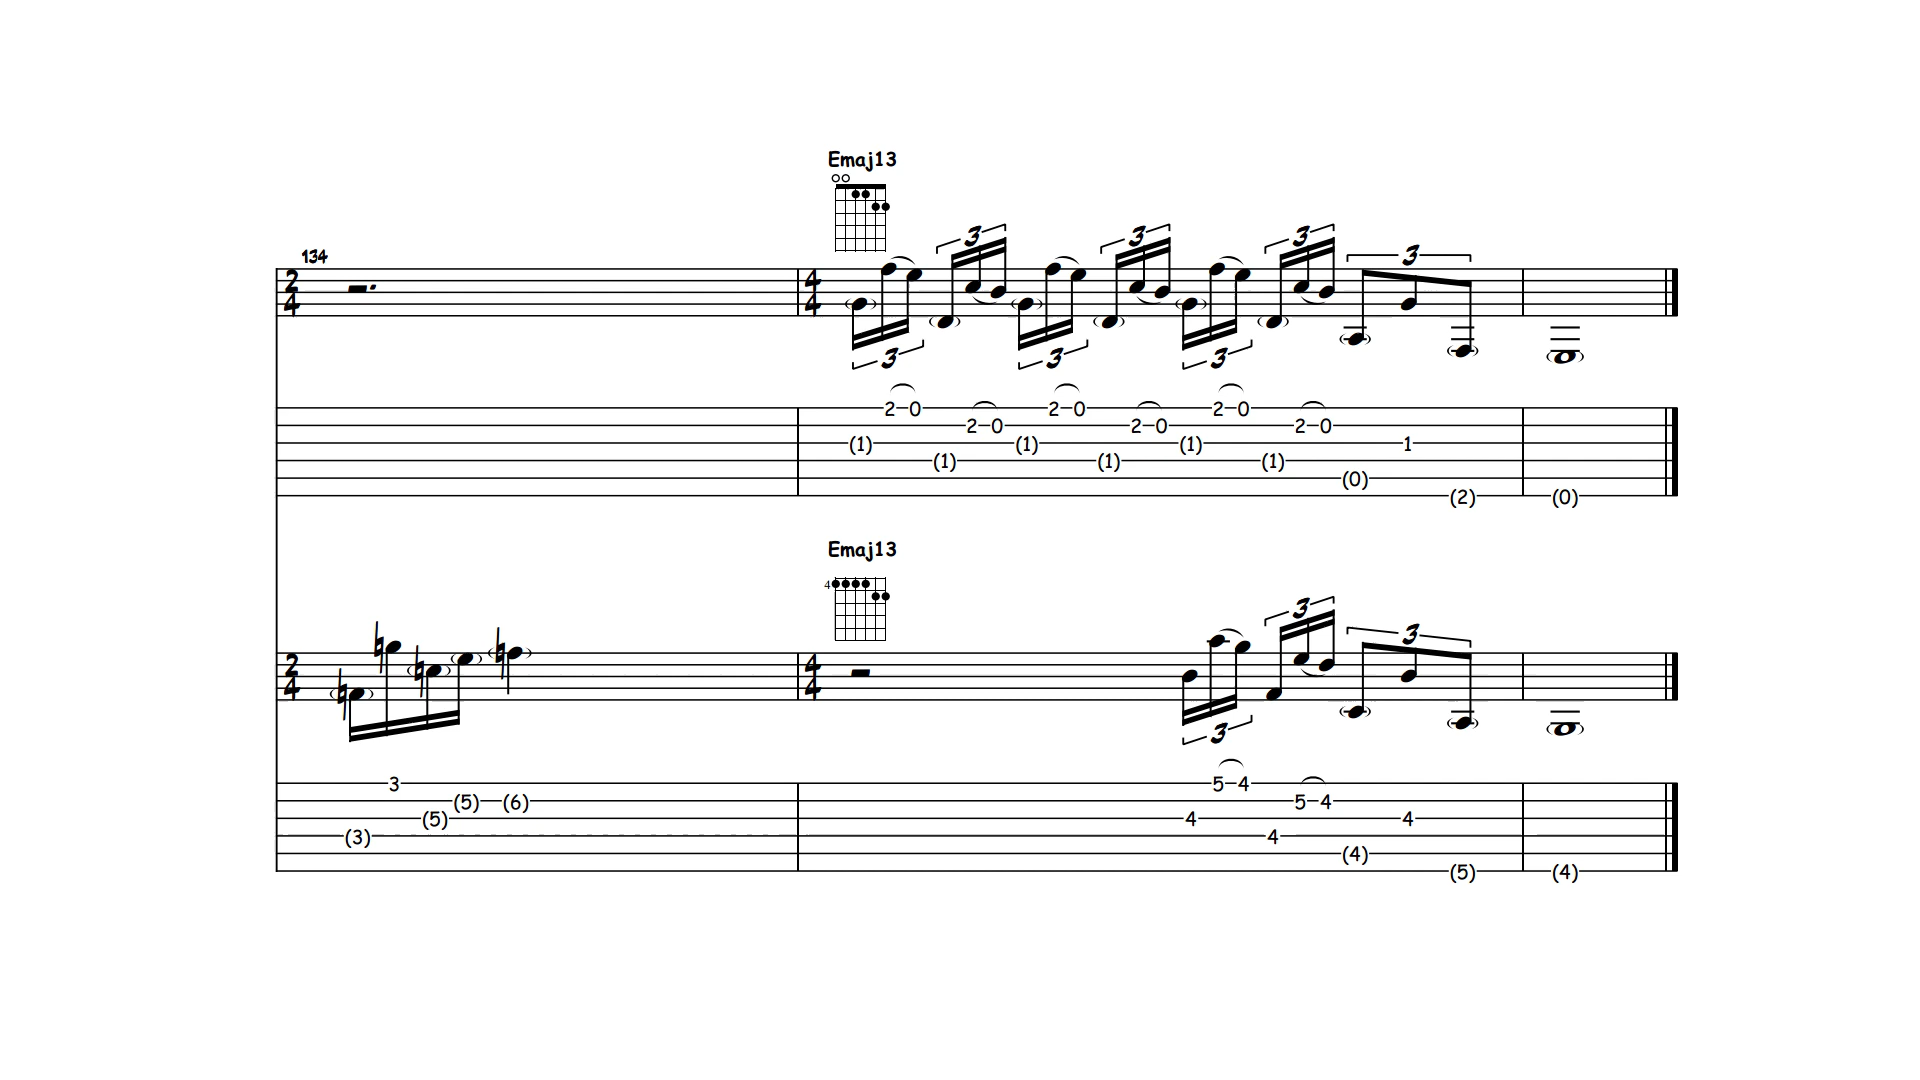 Emaj13
134
3 3 3 3
2 4 4 4
3 3 3
2 0 2 0 2 0
2 0 2 0 2 0
(1) (1) (1) 1
(1) (1) (1)
(0)
(2) (0)
Emaj13
4
3 3
2 4 4 4
3
3 5 4
(5) (6) 5 4
(5) 4 4
(3) 4
(4)
(5) (4)